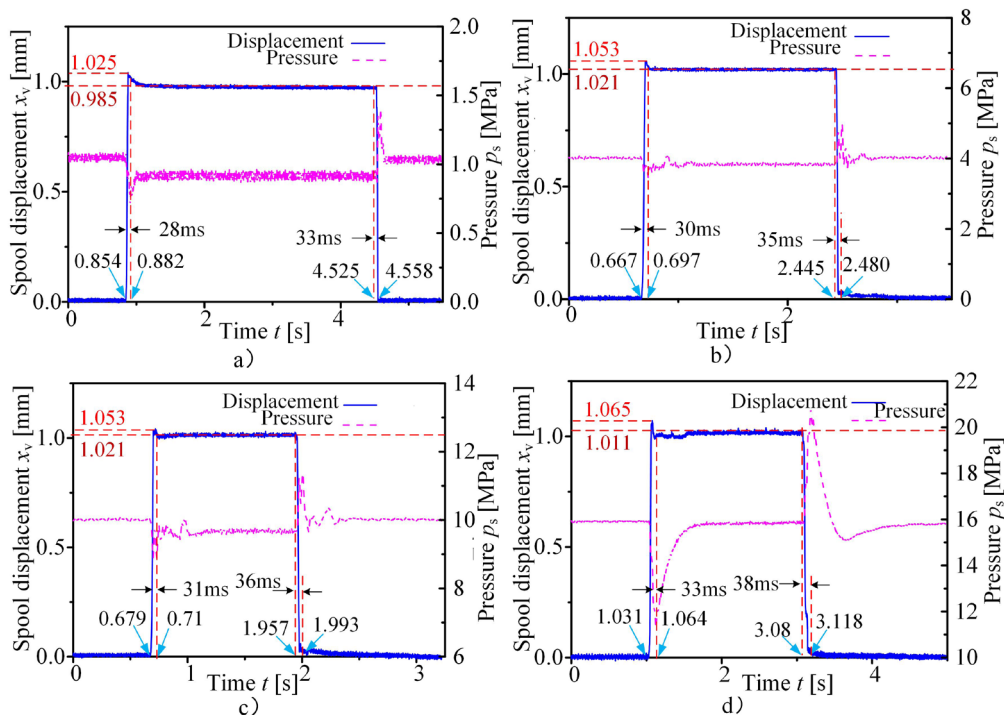 a)
Displacement
Pressure
1.025
0.985
28ms
33ms
0.854
0.882
4.525
4.558
0.0
0.5
1.0
Spool displacement xv [mm]
0
2
4
Time t [s]
0.0
0.5
1.0
1.5
2.0
Pressure ps [MPa]
a)
b)
Displacement
Pressure
1.053
1.021
30ms
35ms
0.667
0.697
2.445
2.480
0.0
0.5
1.0
Spool displacement xv [mm]
0
2
Time t [s]
0
2
4
6
8
Pressure ps [MPa]
b)
Displacement
Pressure
1.053
1.021
31ms
36ms
0.679
0.71
1.957
1.993
0.0
0.5
1.0
Spool displacement xv [mm]
0
1
2
3
Time t [s]
6
8
10
12
14
Pressure ps [MPa]
c)
Displacement
Pressure
1.065
1.011
33ms
38ms
1.031
1.064
3.08
3.118
0.0
0.5
1.0
Spool displacement xv [mm]
0
2
4
Time t [s]
10
12
14
16
18
20
22
Pressure ps [MPa]
d)